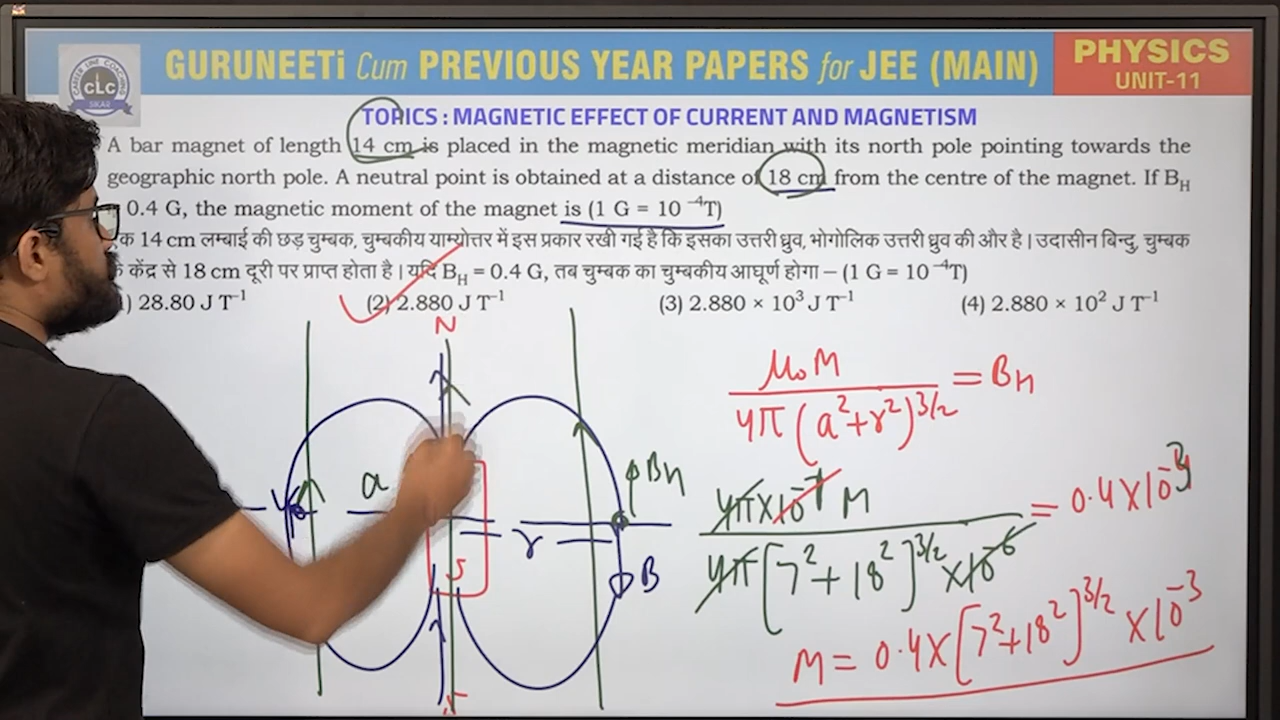 GURUNEETi Cum PREVIOUS YEAR PAPERS for JEE (MAIN)
PHYSICS
UNIT-11
CLC
SIKAR
TOPICS : MAGNETIC EFFECT OF CURRENT AND MAGNETISM
A bar magnet of length 14 cm is placed in the magnetic meridian with its north pole pointing towards the
geographic north pole. A neutral point is obtained at a distance of 18 cm from the centre of the magnet. If B_H
0.4 G, the magnetic moment of the magnet is (1 G = 10⁻⁴T)
एक 14 cm लम्बाई की छड़ चुम्बक, चुम्बकीय याम्योत्तर में इस प्रकार रखी गई है कि इसका उत्तरी ध्रुव, भोगोलिक उत्तरी ध्रुव की और है। उदासीन बिन्दु, चुम्बक
केंद्र से 18 cm दूरी पर प्राप्त होता है। यदि B_H = 0.4 G, तब चुम्बक का चुम्बकीय आघूर्ण होगा – (1 G = 10⁻⁴T)
) 28.80 J T⁻¹ (2) 2.880 J T⁻¹ (3) 2.880 × 10³ J T⁻¹ (4) 2.880 × 10² J T⁻¹
N
μ₀M / 4π(a²+r²)^3/2 = B_H
a
B_H
r
S
B
4π×10⁻⁷ M / 4π[7²+18²]^3/2 ×10⁻⁶ = 0.4×10
M = 0.4×[7²+18²]^3/2 ×10⁻³